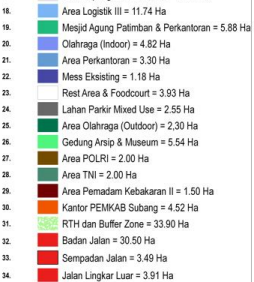 18. Area Logistik III = 11.74 Ha
19. Mesjid Agung Patimban & Perkantoran = 5.88 Ha
20. Olahraga (Indoor) = 4.82 Ha
21. Area Perkantoran = 3.30 Ha
22. Mess Eksisting = 1.18 Ha
23. Rest Area & Foodcourt = 3.93 Ha
24. Lahan Parkir Mixed Use = 2.55 Ha
25. Area Olahraga (Outdoor) = 2,30 Ha
26. Gedung Arsip & Museum = 5.54 Ha
27. Area POLRI = 2.00 Ha
28. Area TNI = 2.00 Ha
29. Area Pemadam Kebakaran II = 1.50 Ha
30. Kantor PEMKAB Subang = 4.52 Ha
31. RTH dan Buffer Zone = 33.90 Ha
32. Badan Jalan = 30.50 Ha
33. Sempadan Jalan = 3.49 Ha
34. Jalan Lingkar Luar = 3.91 Ha